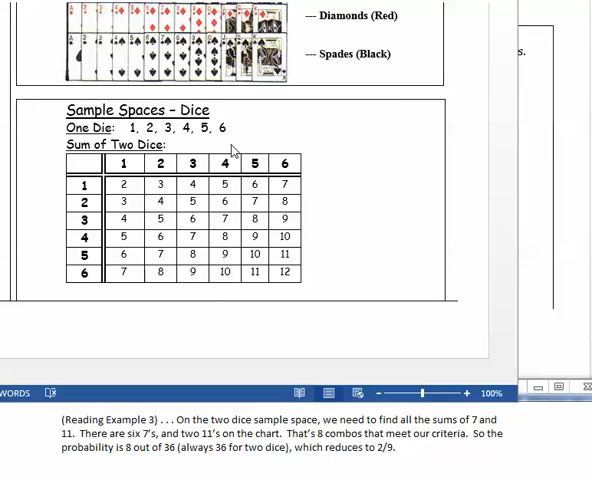 --- Diamonds (Red)
--- Spades (Black)
s.
Sample Spaces – Dice
One Die: 1, 2, 3, 4, 5, 6
Sum of Two Dice:
1 2 3 4 5 6
1 2 3 4 5 6 7
2 3 4 5 6 7 8
3 4 5 6 7 8 9
4 5 6 7 8 9 10
5 6 7 8 9 10 11
6 7 8 9 10 11 12
WORDS
100%
(Reading Example 3) . . . On the two dice sample space, we need to find all the sums of 7 and
11. There are six 7's, and two 11's on the chart. That's 8 combos that meet our criteria. So the
probability is 8 out of 36 (always 36 for two dice), which reduces to 2/9.